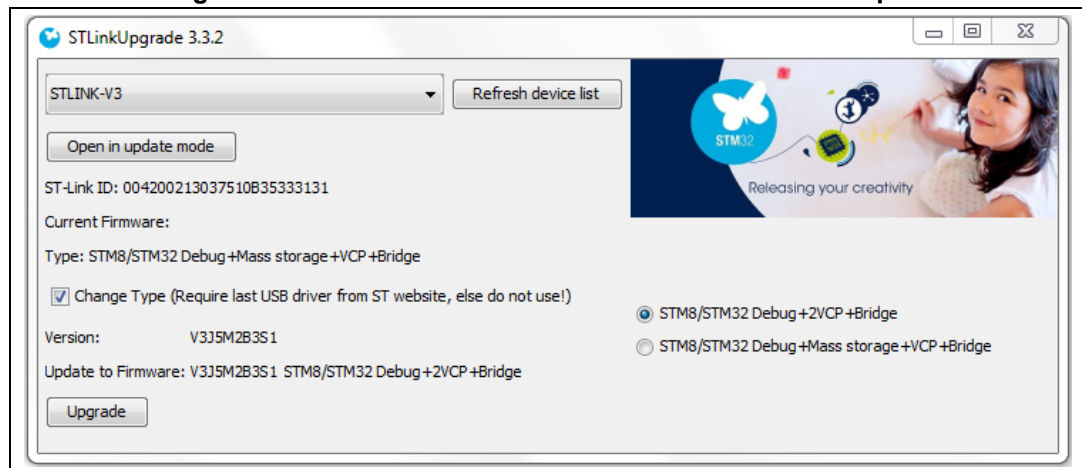 STLinkUpgrade 3.3.2
STLINK-V3
Refresh device list
Open in update mode
STM32
Releasing your creativity
ST-Link ID: 004200213037510B35333131
Current Firmware:
Type: STM8/STM32 Debug+Mass storage+VCP+Bridge
Change Type (Require last USB driver from ST website, else do not use!)
STM8/STM32 Debug+2VCP+Bridge
Version: V3J5M2B3S1
STM8/STM32 Debug+Mass storage+VCP+Bridge
Update to Firmware: V3J5M2B3S1 STM8/STM32 Debug+2VCP+Bridge
Upgrade